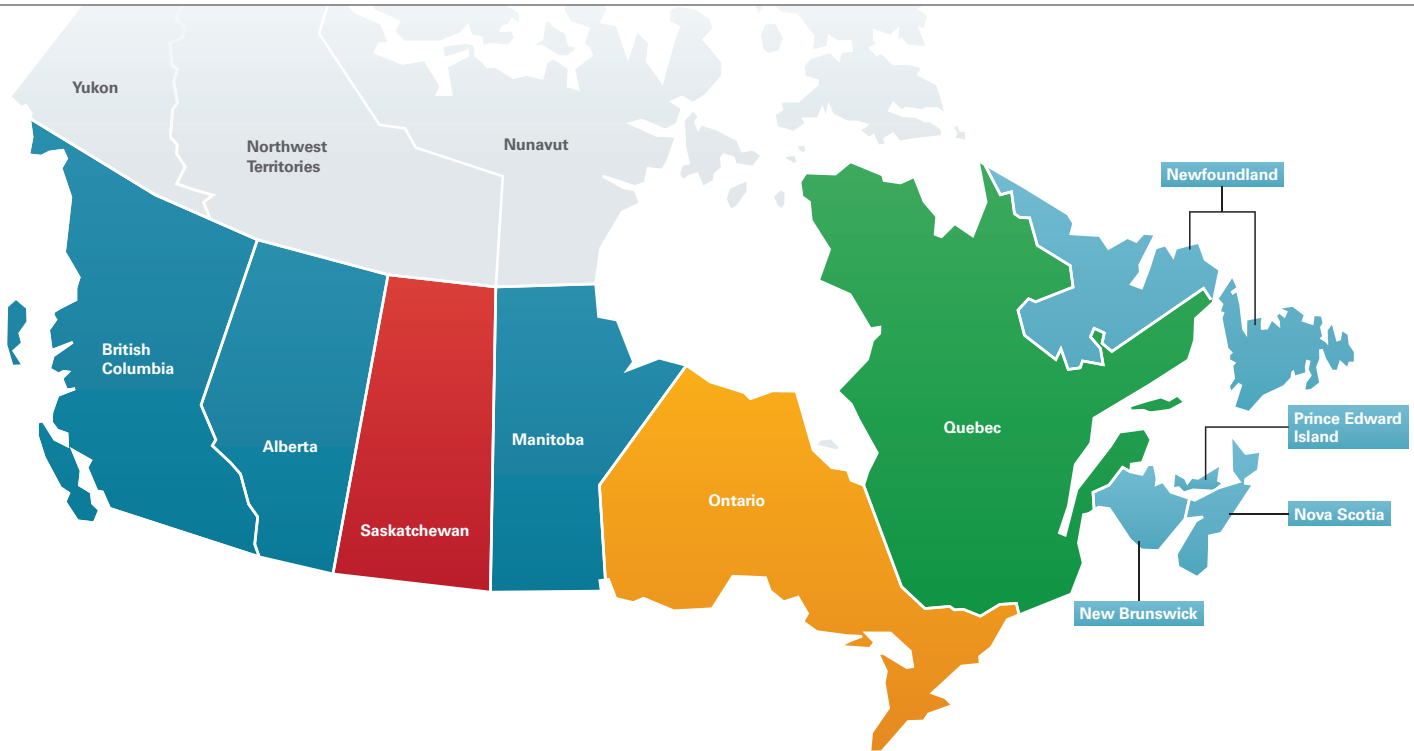 Yukon
Northwest
Territories
Nunavut
Newfoundland
British
Columbia
Alberta
Saskatchewan
Manitoba
Ontario
Quebec
Prince Edward
Island
Nova Scotia
New Brunswick